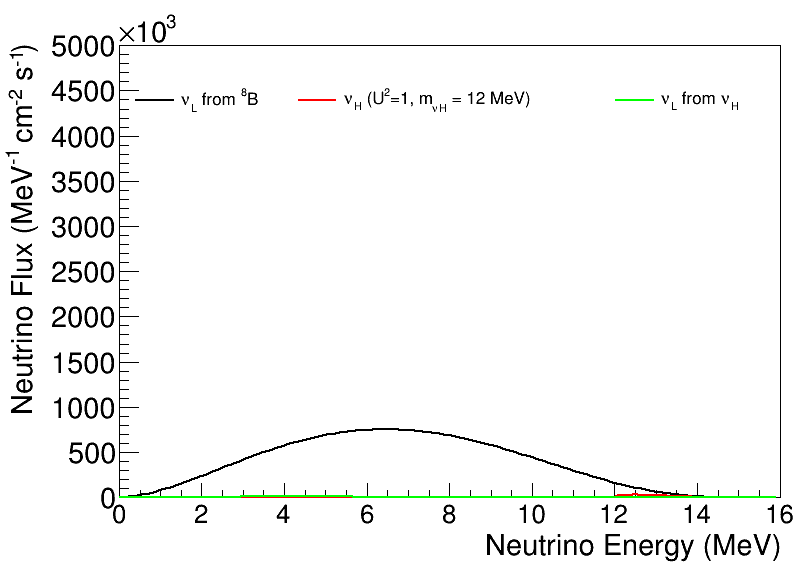 ×10³
5000
4500
4000
3500
3000
2500
2000
1500
1000
500
0
Neutrino Flux (MeV⁻¹ cm⁻² s⁻¹)
ν_L from ⁸B
ν_H (U²=1, m_νH = 12 MeV)
ν_L from ν_H
0 2 4 6 8 10 12 14 16
Neutrino Energy (MeV)